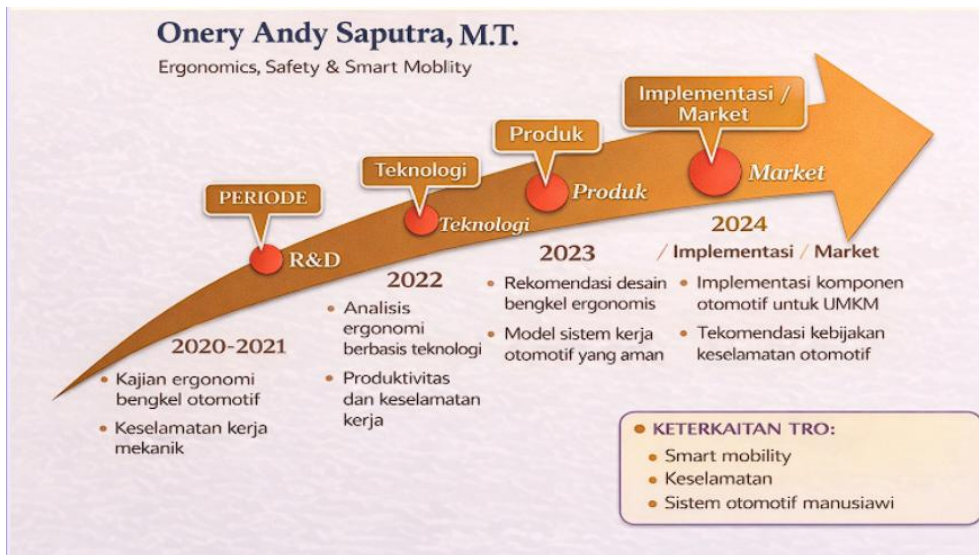 Onery Andy Saputra, M.T.
Ergonomics, Safety & Smart Moblity
PERIODE
R&D
2020-2021
• Kajian ergonomi
bengkel otomotif
• Keselamatan kerja
mekanik
Teknologi
Teknologi
2022
• Analisis
ergonomi
berbasis teknologi
• Produktivitas
dan keselamatan
kerja
Produk
Produk
2023
• Rekomendasi desain
bengkel ergonomis
• Model sistem kerja
otomotif yang aman
Implementasi /
Market
Market
2024
/ Implementasi / Market
• Implementasi komponen
otomotif untuk UMKM
• Tekomendasi kebijakan
keselamatan otomotif
• KETERKAITAN TRO:
• Smart mobility
• Keselamatan
• Sistem otomotif manusiawi